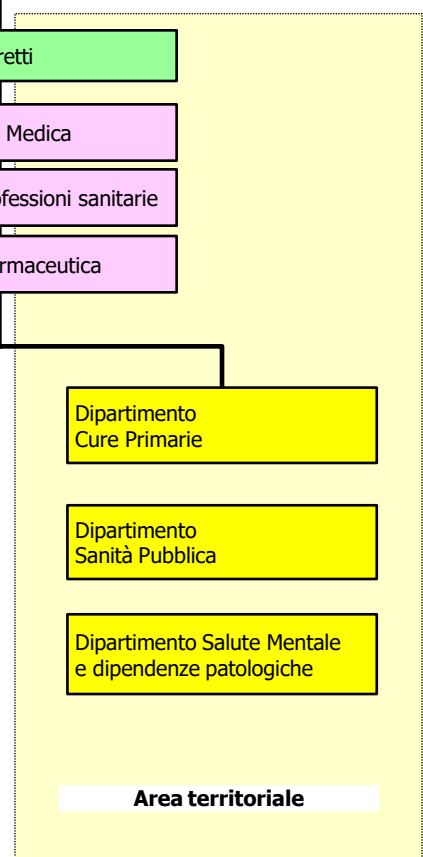 retti
Medica
fessioni sanitarie
rmaceutica
Dipartimento
Cure Primarie
Dipartimento
Sanità Pubblica
Dipartimento Salute Mentale
e dipendenze patologiche
Area territoriale